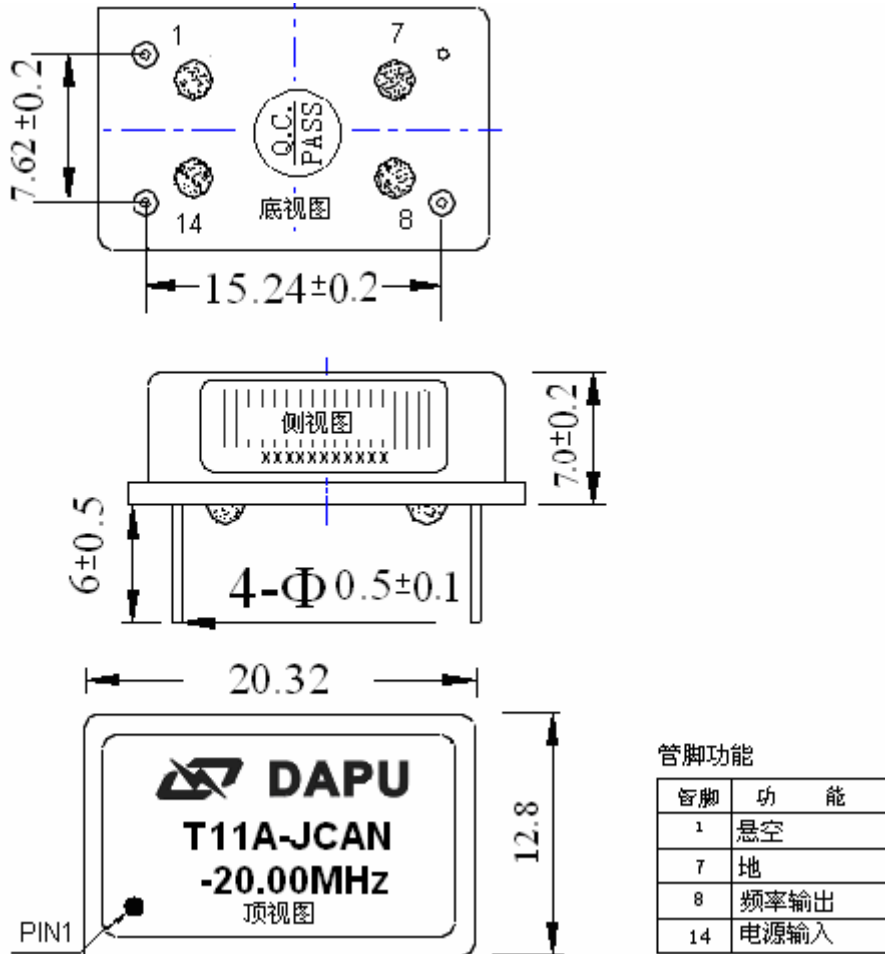 1
7
7.62±0.2
Q.C.
PASS
14
底视图
8
15.24±0.2
侧视图
xxxxxxxxxxx
7.0±0.2
6±0.5
4-Φ0.5±0.1
20.32
DAPU
T11A-JCAN
-20.00MHz
顶视图
PIN1
12.8
管脚功能
管脚 功 能
1 悬空
7 地
8 频率输出
14 电源输入